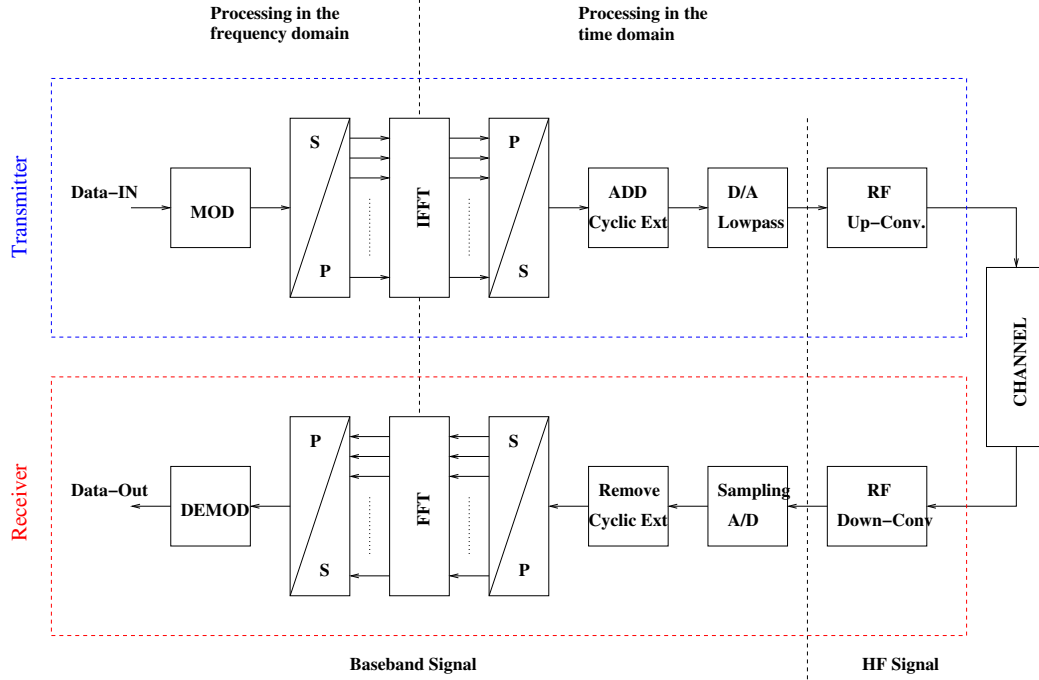 Processing in the
frequency domain
Processing in the
time domain
Transmitter
Data-IN
MOD
S
P
IFFT
P
S
ADD
Cyclic Ext
D/A
Lowpass
RF
Up-Conv.
CHANNEL
Receiver
Data-Out
DEMOD
P
S
FFT
S
P
Remove
Cyclic Ext
Sampling
A/D
RF
Down-Conv
Baseband Signal
HF Signal